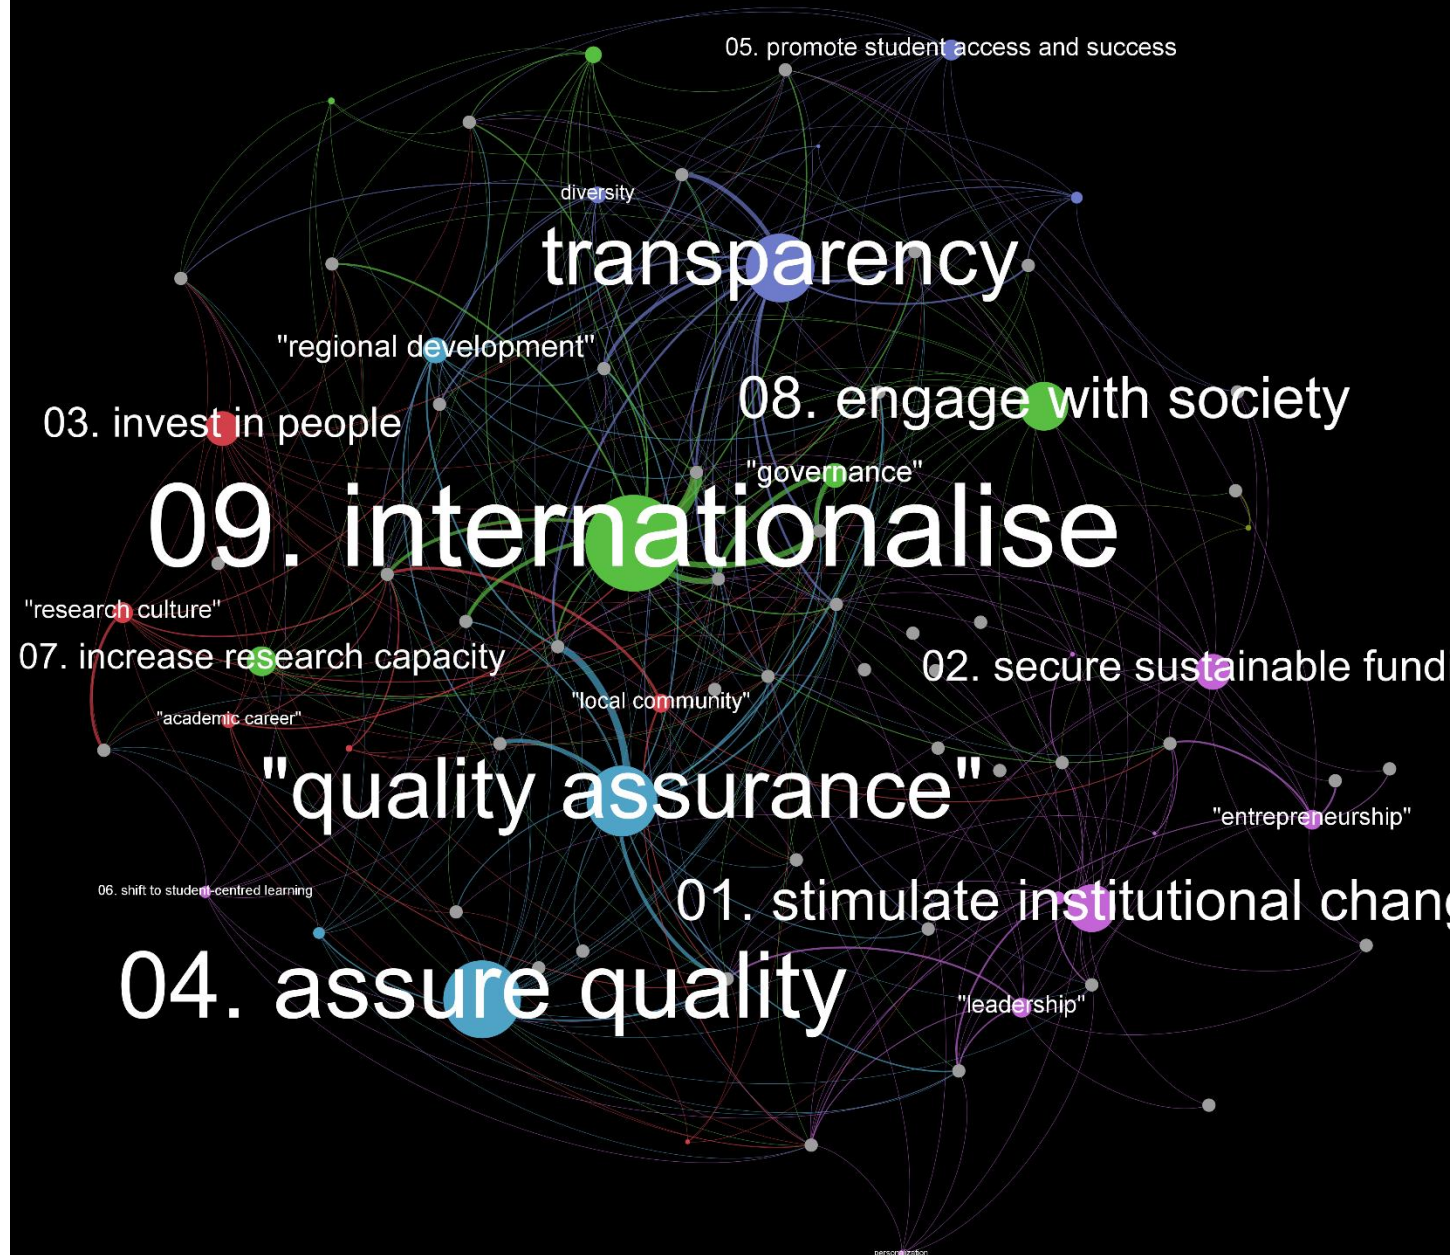 05. promote student access and success
diversity
transparency
"regional development"
08. engage with society
03. invest in people
"governance"
09. internationalise
"research culture"
07. increase research capacity
02. secure sustainable fund
"local community"
"academic career"
"quality assurance"
"entrepreneurship"
06. shift to student-centred learning
01. stimulate institutional chang
04. assure quality
"leadership"
personalization